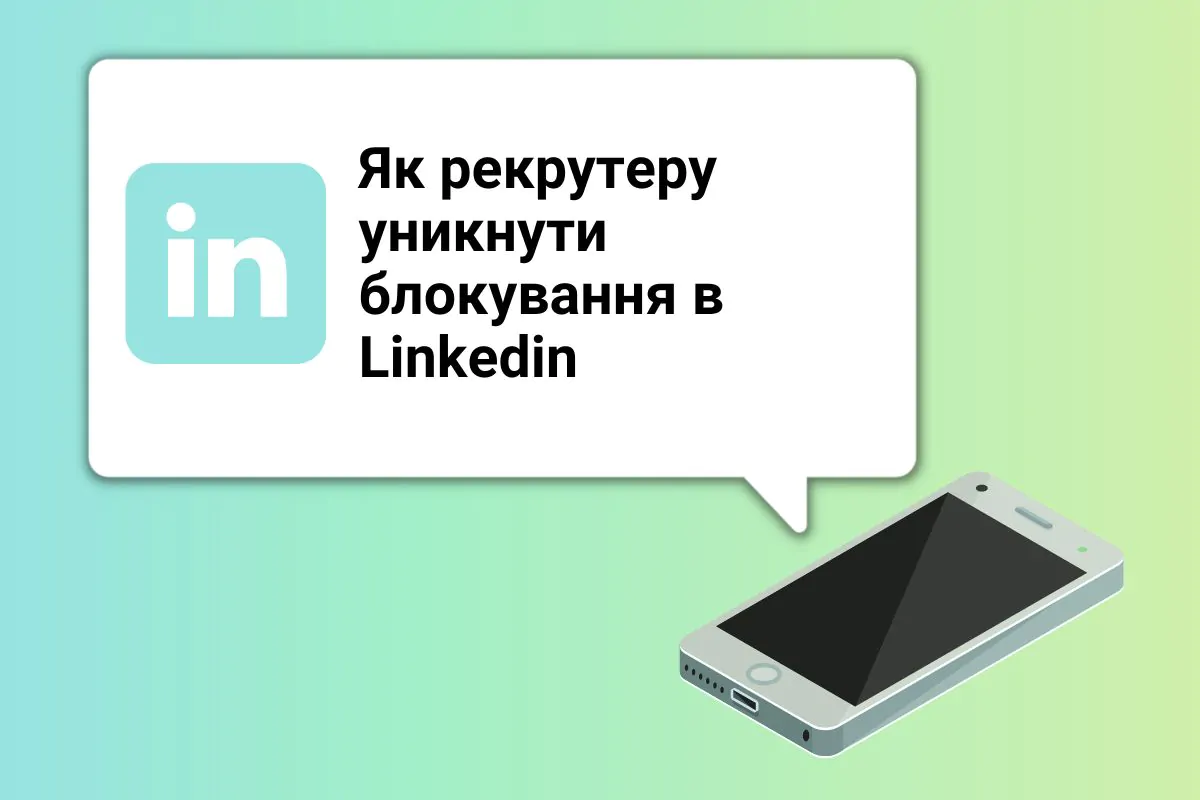 in
Як рекрутеру
уникнути
блокування в
Linkedin